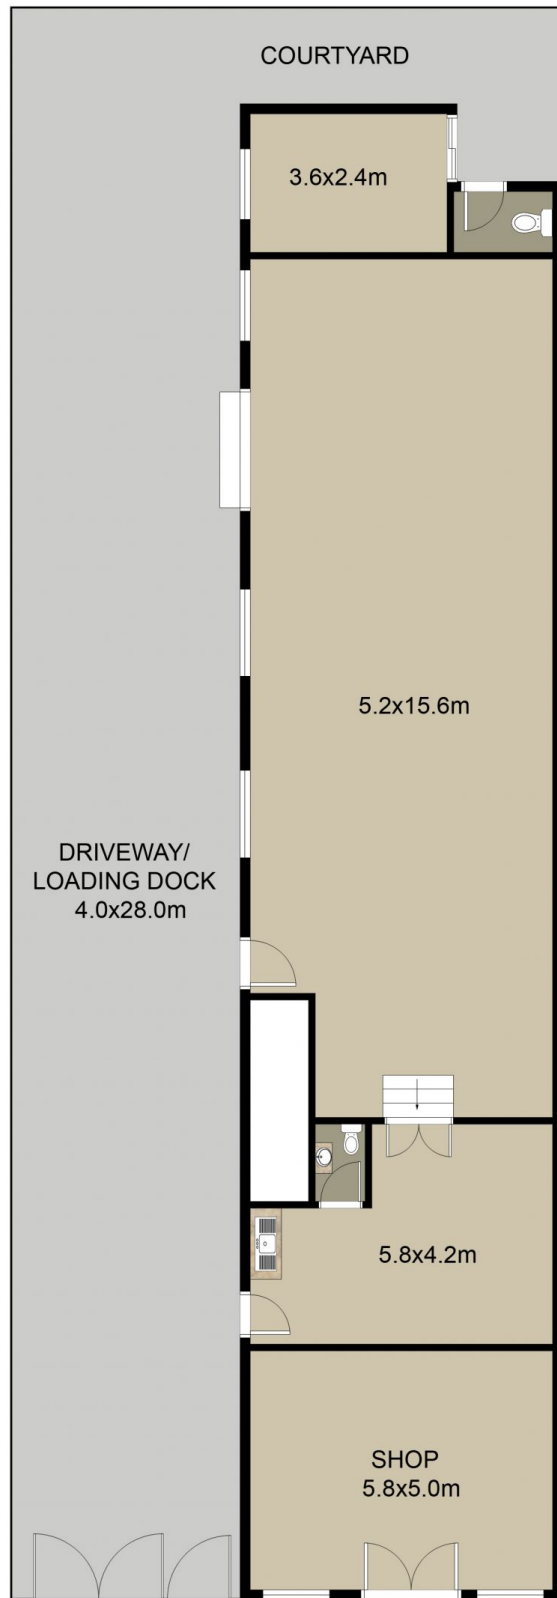 COURTYARD
3.6x2.4m
5.2x15.6m
DRIVEWAY/
LOADING DOCK
4.0x28.0m
5.8x4.2m
SHOP
5.8x5.0m